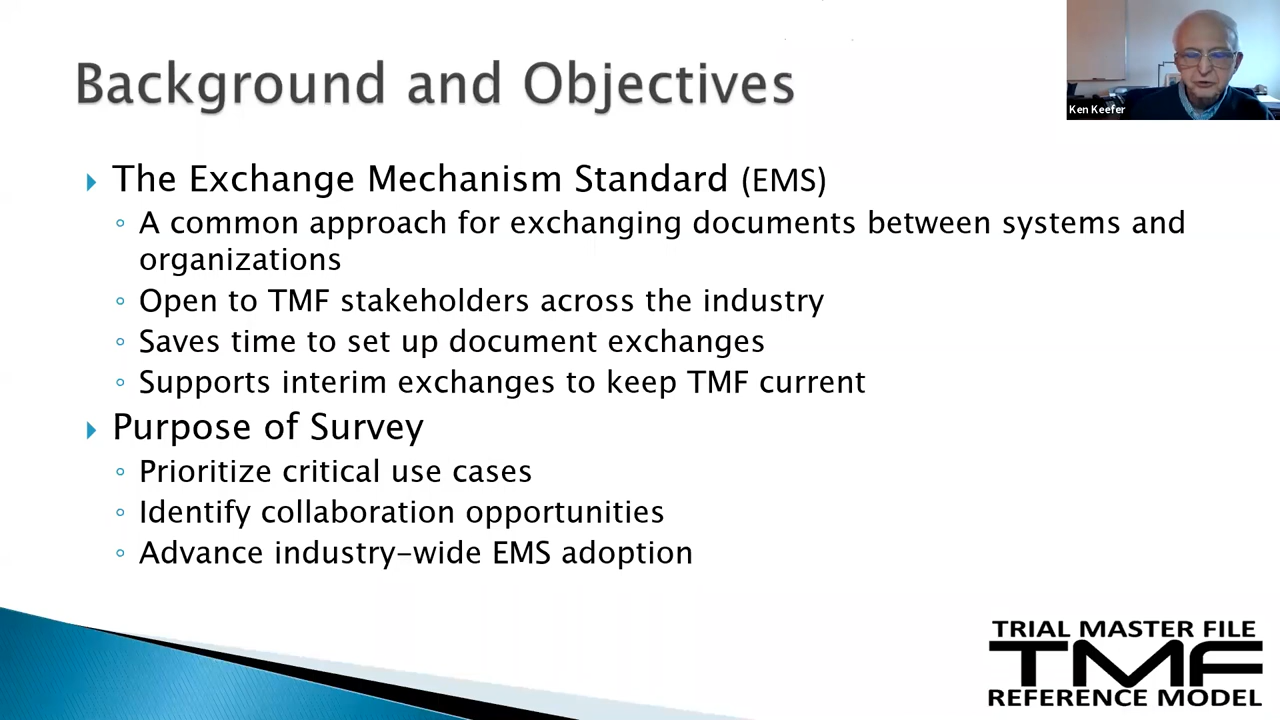 Background and Objectives
Ken Keefer
The Exchange Mechanism Standard (EMS)
A common approach for exchanging documents between systems and
organizations
Open to TMF stakeholders across the industry
Saves time to set up document exchanges
Supports interim exchanges to keep TMF current
Purpose of Survey
Prioritize critical use cases
Identify collaboration opportunities
Advance industry-wide EMS adoption
TRIAL MASTER FILE
TMF
REFERENCE MODEL